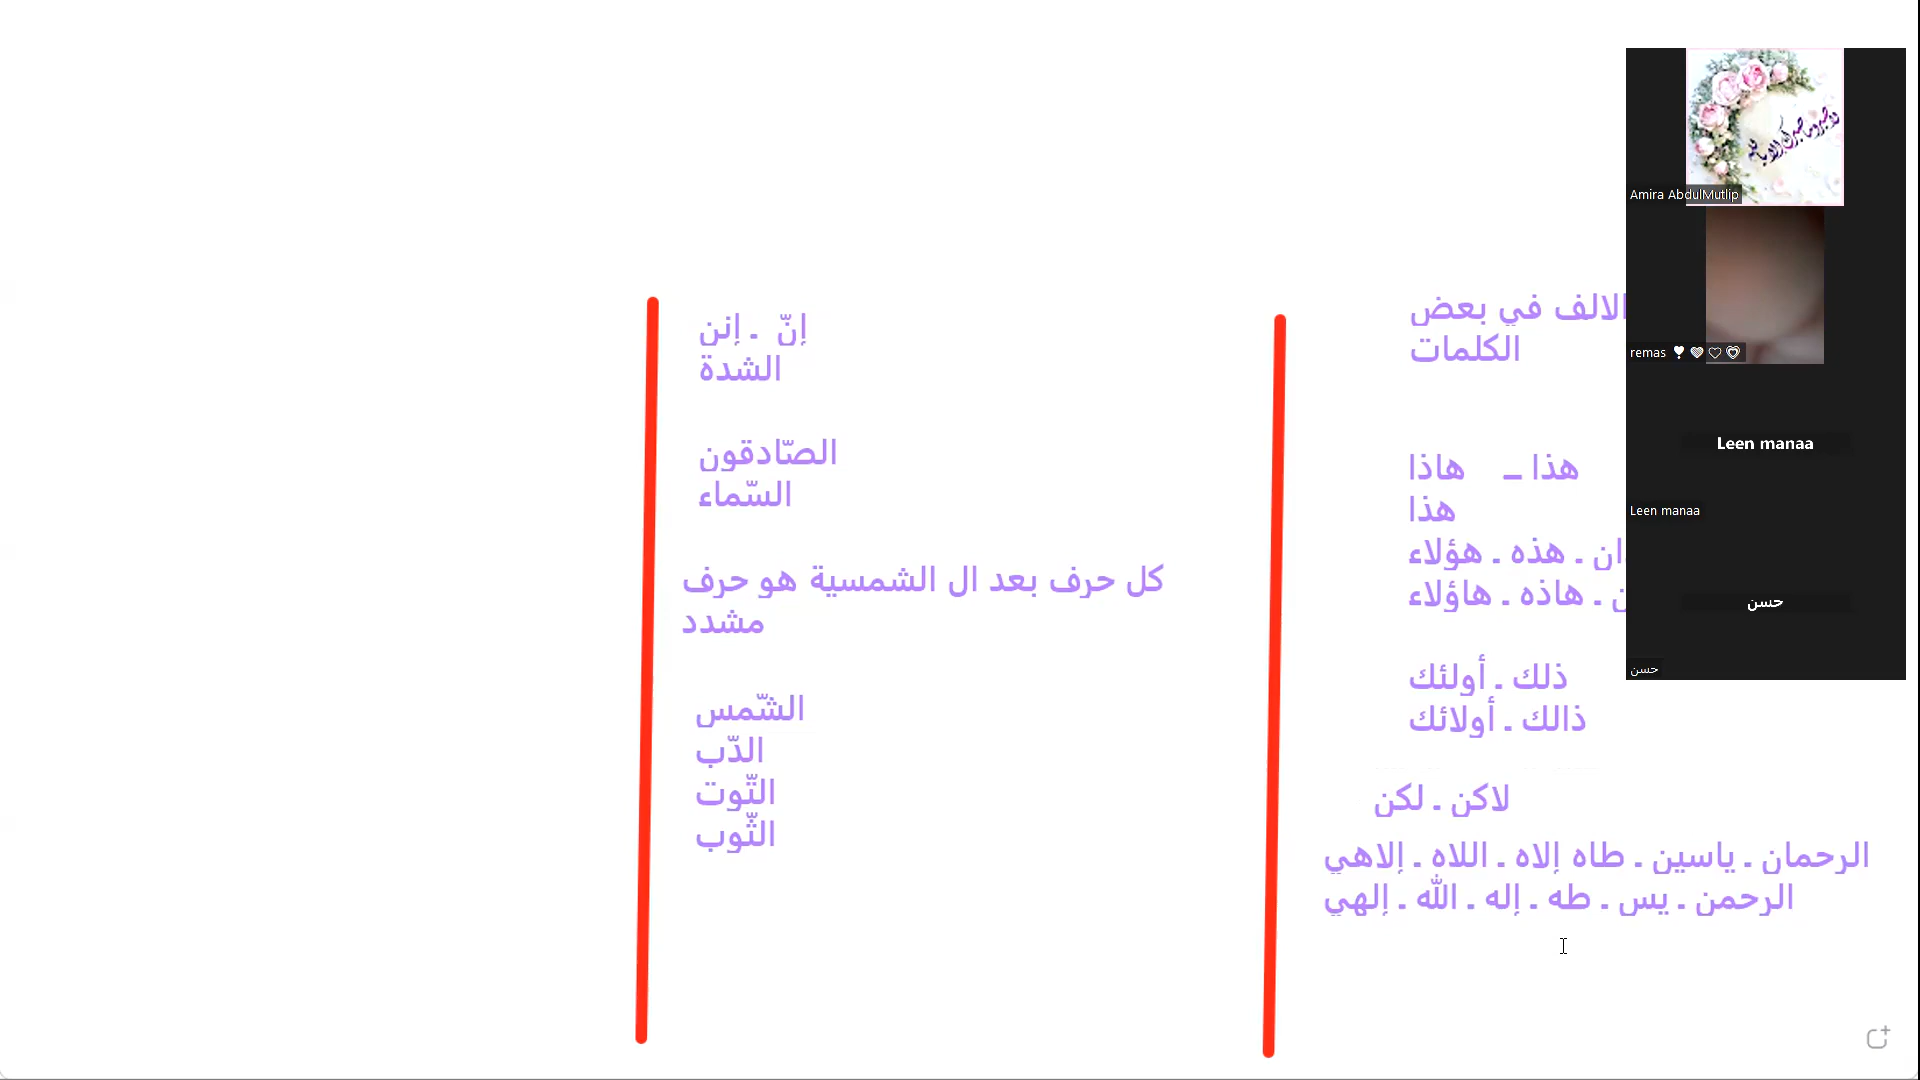 الالف في بعض
الكلمات
هذا ـ هاذا
هذا
ان ـ هذه ـ هؤلاء
ن ـ هاذه ـ هاؤلاء
ذلك ـ أولئك
ذالك ـ أولائك
لاكن ـ لكن
الرحمان ـ ياسين ـ طاه إلاه ـ اللاه ـ إلاهي
الرحمن ـ يس ـ طه ـ إله ـ الله ـ إلهي
إنّ ـ إنن
الشدة
الصّادقون
السّماء
كل حرف بعد ال الشمسية هو حرف
مشدد
الشّمس
الدّب
التّوت
الثّوب
Amira AbdulMutlip
remas
Leen manaa
Leen manaa
حسن
حسن